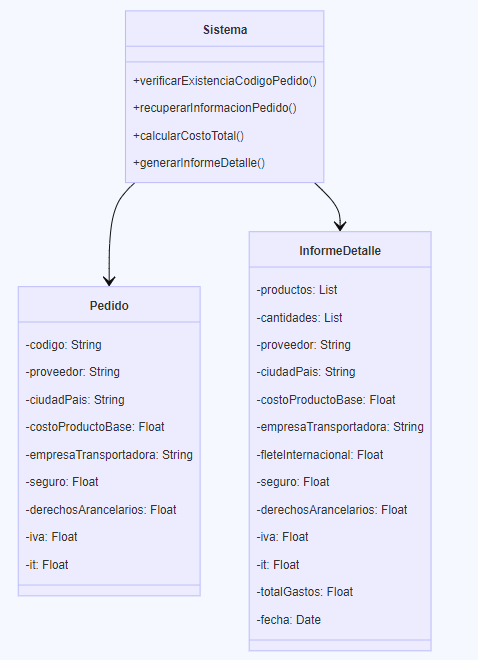 Sistema
+verificarExistenciaCodigoPedido()
+recuperarInformacionPedido()
+calcularCostoTotal()
+generarInformeDetalle()
Pedido
-codigo: String
-proveedor: String
-ciudadPais: String
-costoProductoBase: Float
-empresaTransportadora: String
-seguro: Float
-derechosArancelarios: Float
-iva: Float
-it: Float
InformeDetalle
-productos: List
-cantidades: List
-proveedor: String
-ciudadPais: String
-costoProductoBase: Float
-empresaTransportadora: String
-fleteInternacional: Float
-seguro: Float
-derechosArancelarios: Float
-iva: Float
-it: Float
-totalGastos: Float
-fecha: Date